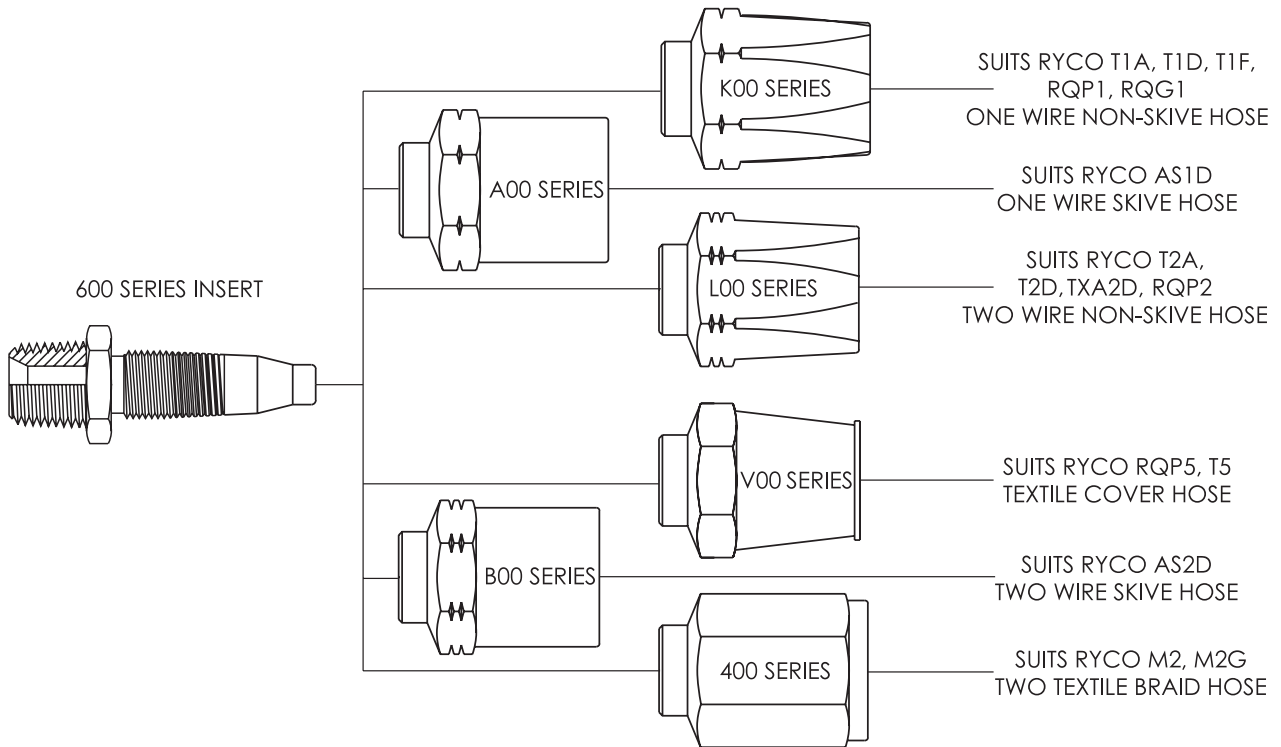 K00 SERIES
SUITS RYCO T1A, T1D, T1F,
RQP1, RQG1
ONE WIRE NON-SKIVE HOSE
A00 SERIES
SUITS RYCO AS1D
ONE WIRE SKIVE HOSE
600 SERIES INSERT
L00 SERIES
SUITS RYCO T2A,
T2D, TXA2D, RQP2
TWO WIRE NON-SKIVE HOSE
V00 SERIES
SUITS RYCO RQP5, T5
TEXTILE COVER HOSE
B00 SERIES
SUITS RYCO AS2D
TWO WIRE SKIVE HOSE
400 SERIES
SUITS RYCO M2, M2G
TWO TEXTILE BRAID HOSE